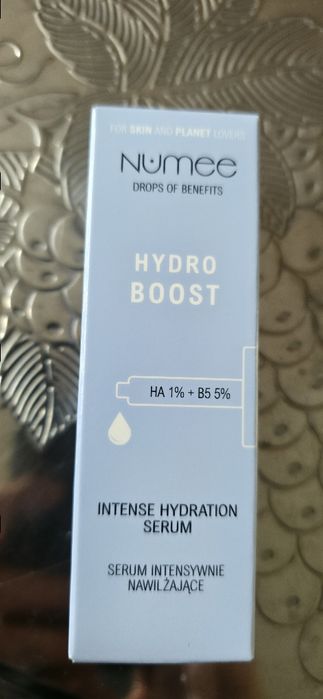 FOR SKIN AND PLANET LOVERS
NUMEE
DROPS OF BENEFITS
HYDRO
BOOST
HA 1% + B5 5%
INTENSE HYDRATION
SERUM
SERUM INTENSYWNIE
NAWILŻAJĄCE